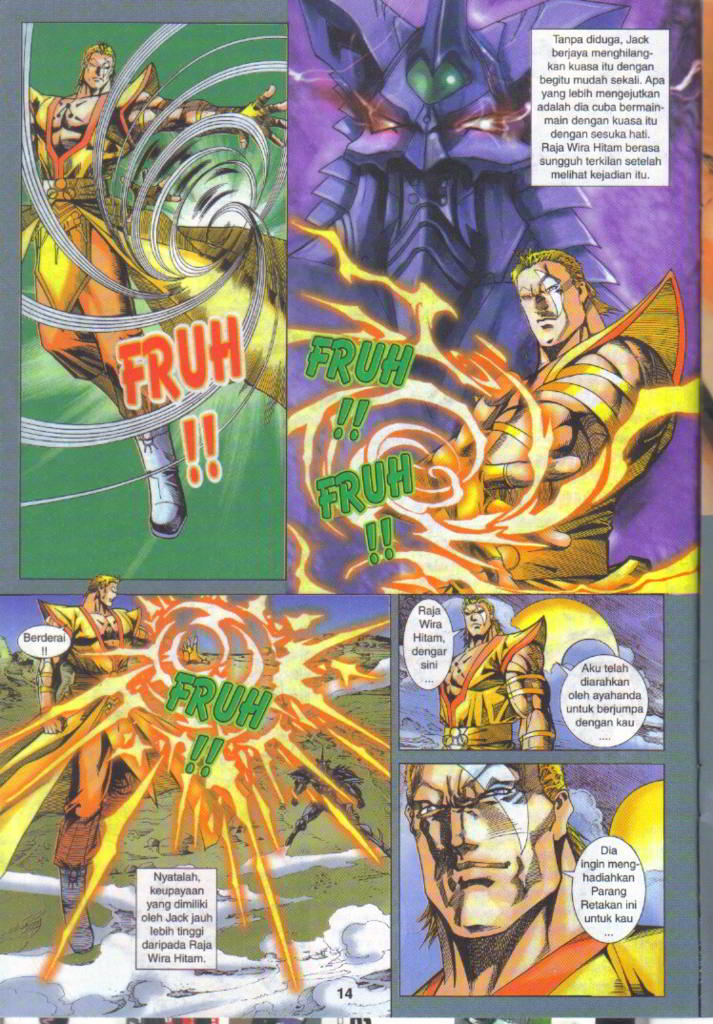 FRUH
!!
Tanpa diduga, Jack
berjaya menghilang-
kan kuasa itu dengan
begitu mudah sekali. Apa
yang lebih mengejutkan
adalah dia cuba bermain-
main dengan kuasa itu
dengan sesuka hati.
Raja Wira Hitam berasa
sungguh terkilan setelah
melihat kejadian itu.
FRUH
!!
FRUH
!!
Berderai
!!
FRUH
!!
Nyatalah,
keupayaan
yang dimiliki
oleh Jack jauh
lebih tinggi
daripada Raja
Wira Hitam.
Raja
Wira
Hitam,
dengar
sini
....
Aku telah
diarahkan
oleh ayahanda
untuk berjumpa
dengan kau
....
Dia
ingin meng-
hadiahkan
Parang
Retakan ini
untuk kau
....
14